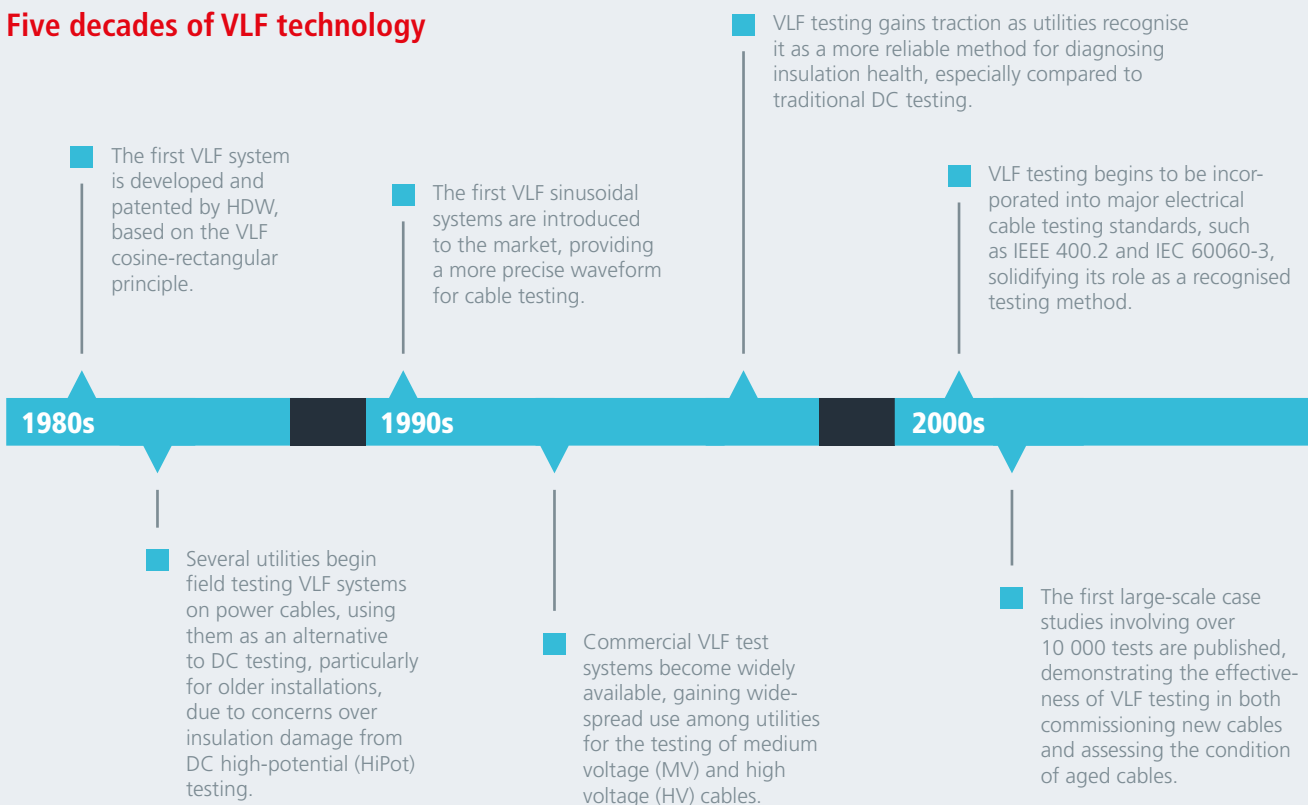 Five decades of VLF technology
The first VLF system
is developed and
patented by HDW,
based on the VLF
cosine-rectangular
principle.
The first VLF sinusoidal
systems are introduced
to the market, providing
a more precise waveform
for cable testing.
VLF testing gains traction as utilities recognise
it as a more reliable method for diagnosing
insulation health, especially compared to
traditional DC testing.
VLF testing begins to be incor-
porated into major electrical
cable testing standards, such
as IEEE 400.2 and IEC 60060-3,
solidifying its role as a recognised
testing method.
1980s
1990s
2000s
Several utilities begin
field testing VLF systems
on power cables, using
them as an alternative
to DC testing, particularly
for older installations,
due to concerns over
insulation damage from
DC high-potential (HiPot)
testing.
Commercial VLF test
systems become widely
available, gaining wide-
spread use among utilities
for the testing of medium
voltage (MV) and high
voltage (HV) cables.
The first large-scale case
studies involving over
10 000 tests are published,
demonstrating the effective-
ness of VLF testing in both
commissioning new cables
and assessing the condition
of aged cables.